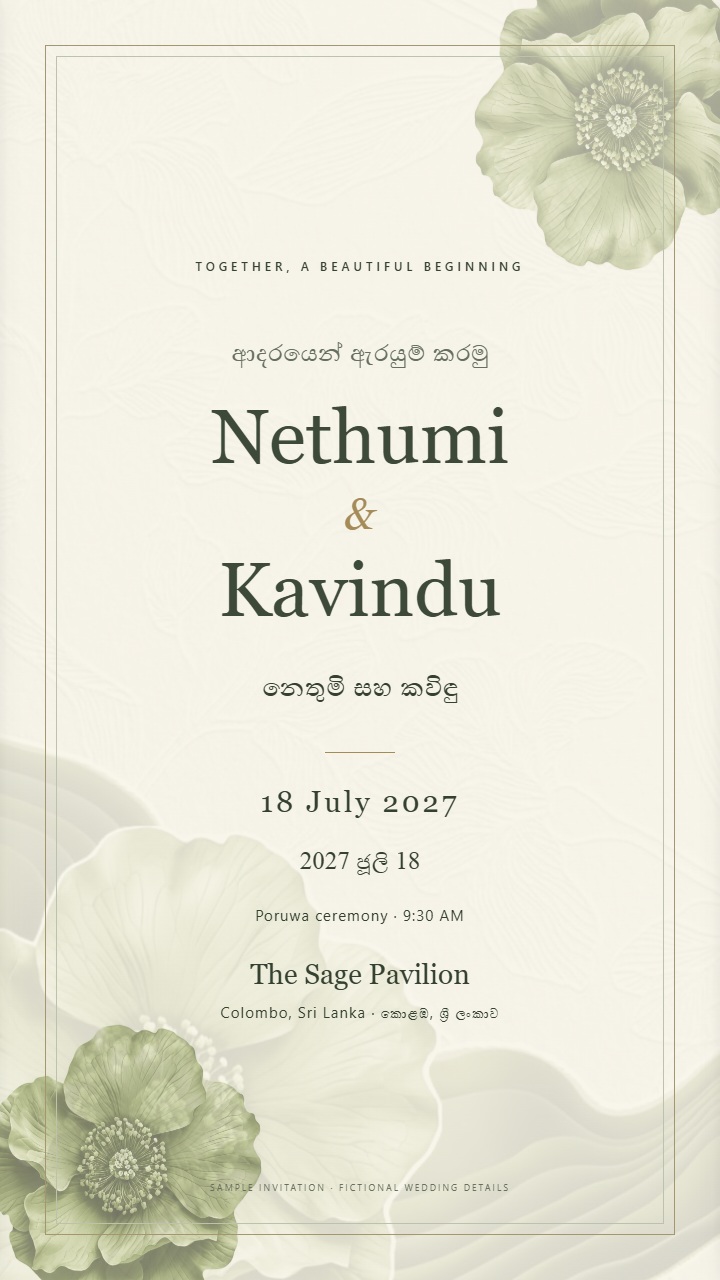 TOGETHER, A BEAUTIFUL BEGINNING
ආදරයෙන් ඇරයුම් කරමු
Nethumi
&
Kavindu
නෙතුමි සහ කවිඳු
18 July 2027
2027 ජූලි 18
Poruwa ceremony · 9:30 AM
The Sage Pavilion
Colombo, Sri Lanka · කොළඹ, ශ්‍රී ලංකාව
SAMPLE INVITATION · FICTIONAL WEDDING DETAILS